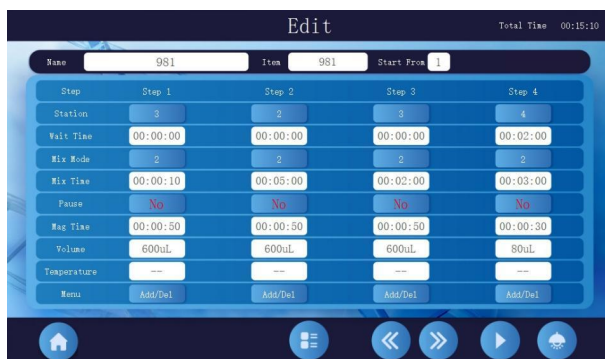 Edit
Total Time 00:15:10
Name 981 Item 981 Start From 1
Step Step 1 Step 2 Step 3 Step 4
Station 3 2 3 4
Wait Time 00:00:00 00:00:00 00:00:00 00:02:00
Mix Mode 2 2 2 2
Mix Time 00:00:10 00:05:00 00:02:00 00:03:00
Pause No No No No
Mag Time 00:00:50 00:00:50 00:00:50 00:00:30
Volume 600uL 600uL 600uL 80uL
Temperature -- -- -- --
Menu Add/Del Add/Del Add/Del Add/Del